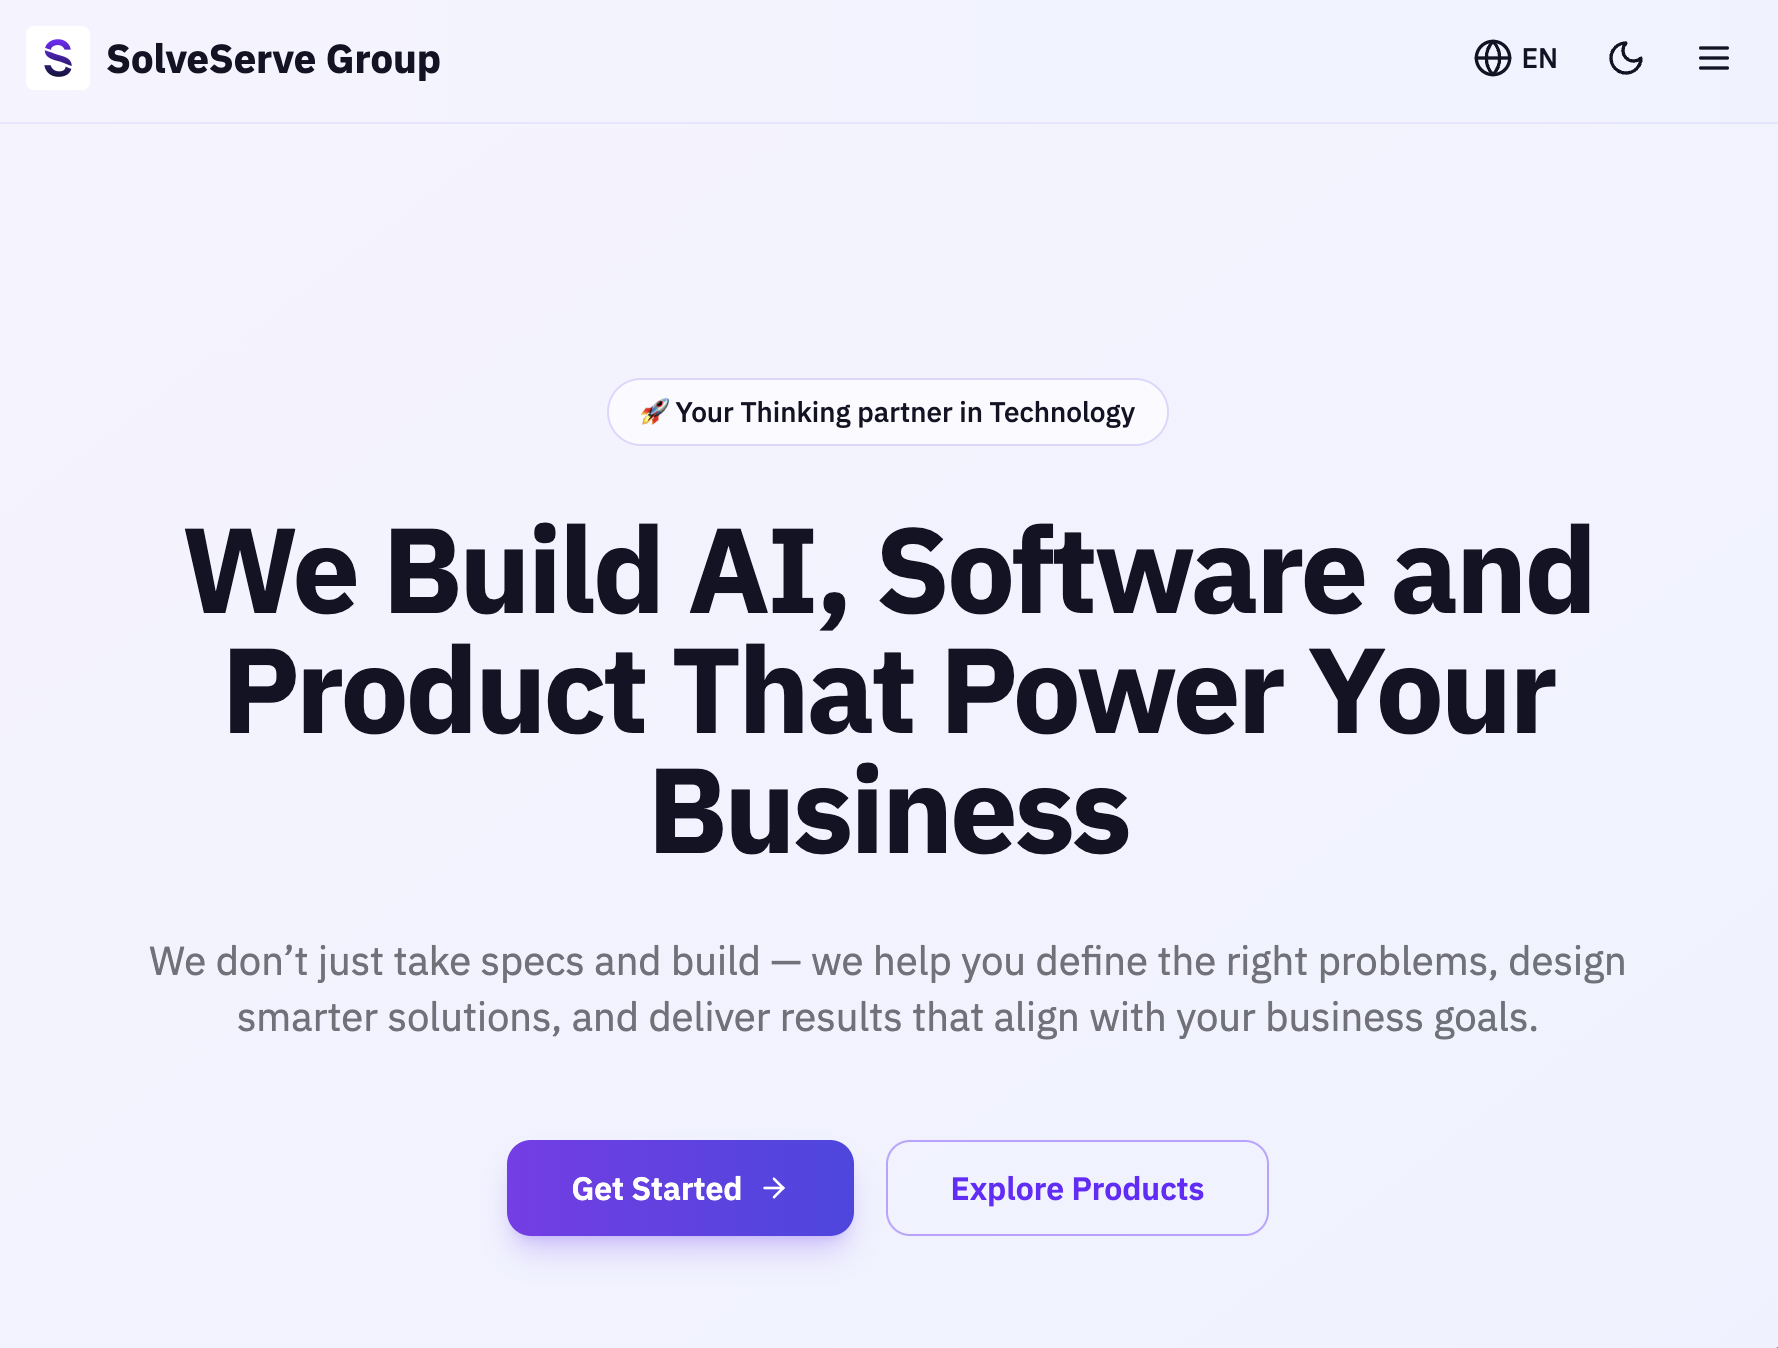 SolveServe Group
EN
🚀 Your Thinking partner in Technology
We Build AI, Software and
Product That Power Your
Business
We don’t just take specs and build — we help you define the right problems, design
smarter solutions, and deliver results that align with your business goals.
Get Started →
Explore Products